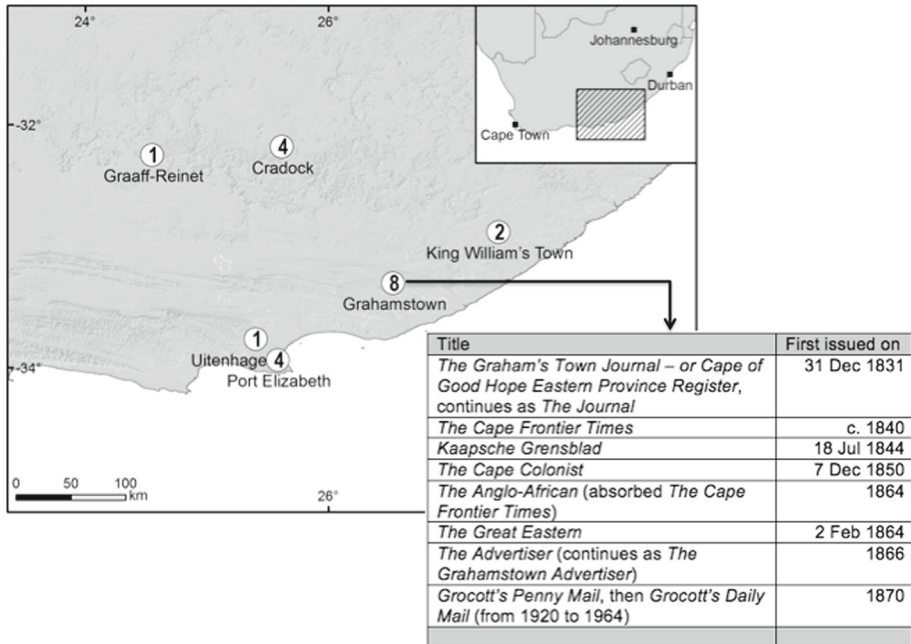 24°
26°
Johannesburg
Durban
Cape Town
-32°
1
Graaff-Reinet
4
Cradock
2
King William's Town
8
Grahamstown
1
Uitenhage
4
Port Elizabeth
-34°
0 50 100
km
26°
Title First issued on
The Graham's Town Journal – or Cape of 31 Dec 1831
Good Hope Eastern Province Register,
continues as The Journal
The Cape Frontier Times c. 1840
Kaapsche Grensblad 18 Jul 1844
The Cape Colonist 7 Dec 1850
The Anglo-African (absorbed The Cape 1864
Frontier Times)
The Great Eastern 2 Feb 1864
The Advertiser (continues as The 1866
Grahamstown Advertiser)
Grocott's Penny Mail, then Grocott's Daily 1870
Mail (from 1920 to 1964)